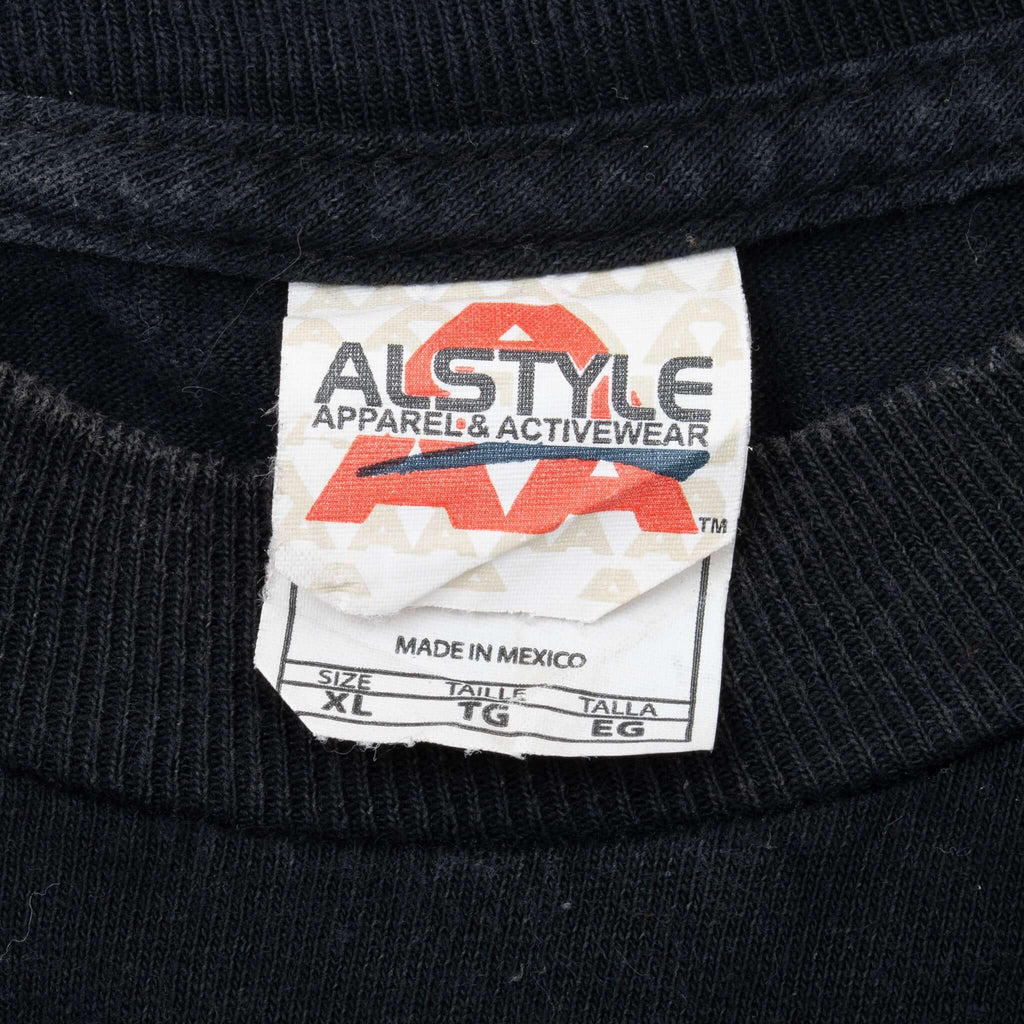 ALSTYLE
APPAREL & ACTIVEWEAR
TM
MADE IN MEXICO
SIZE TAILLE TALLA
XL TG EG